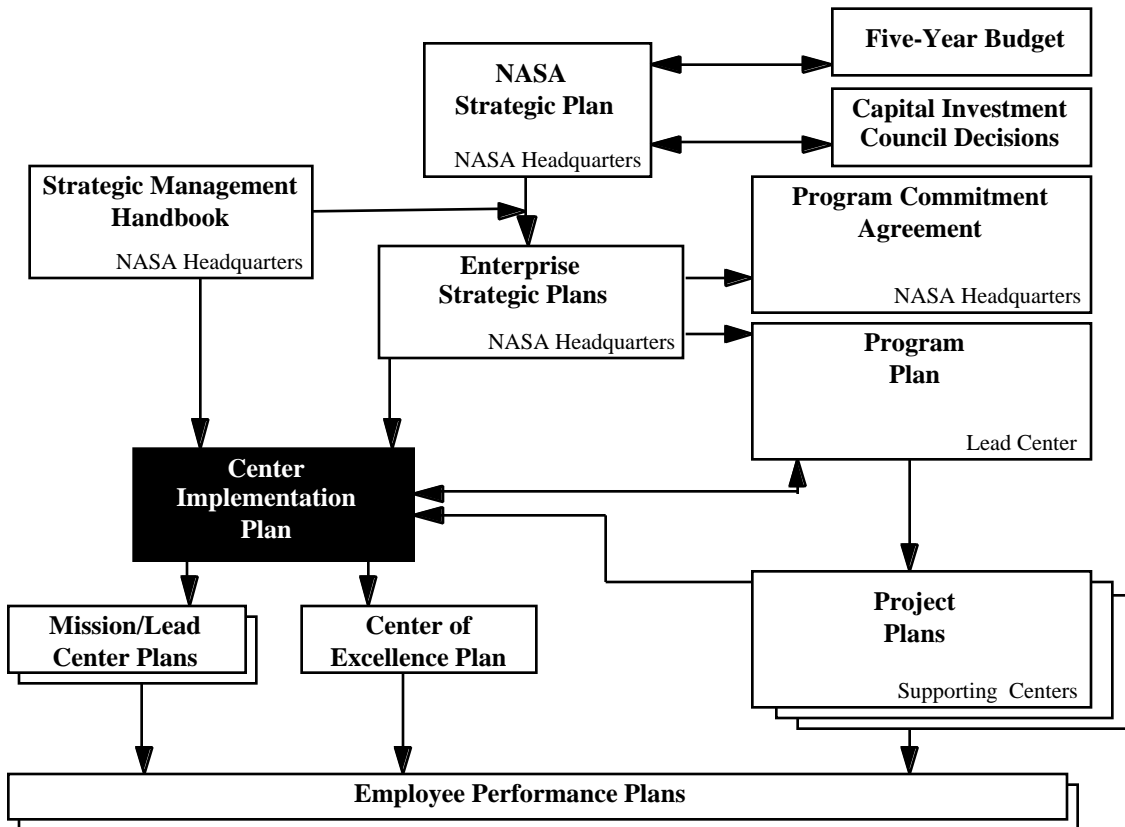 Five-Year Budget
NASA
Strategic Plan
NASA Headquarters
Capital Investment
Council Decisions
Strategic Management
Handbook
NASA Headquarters
Program Commitment
Agreement
NASA Headquarters
Enterprise
Strategic Plans
NASA Headquarters
Program
Plan
Lead Center
Center
Implementation
Plan
Mission/Lead
Center Plans
Center of
Excellence Plan
Project
Plans
Supporting Centers
Employee Performance Plans